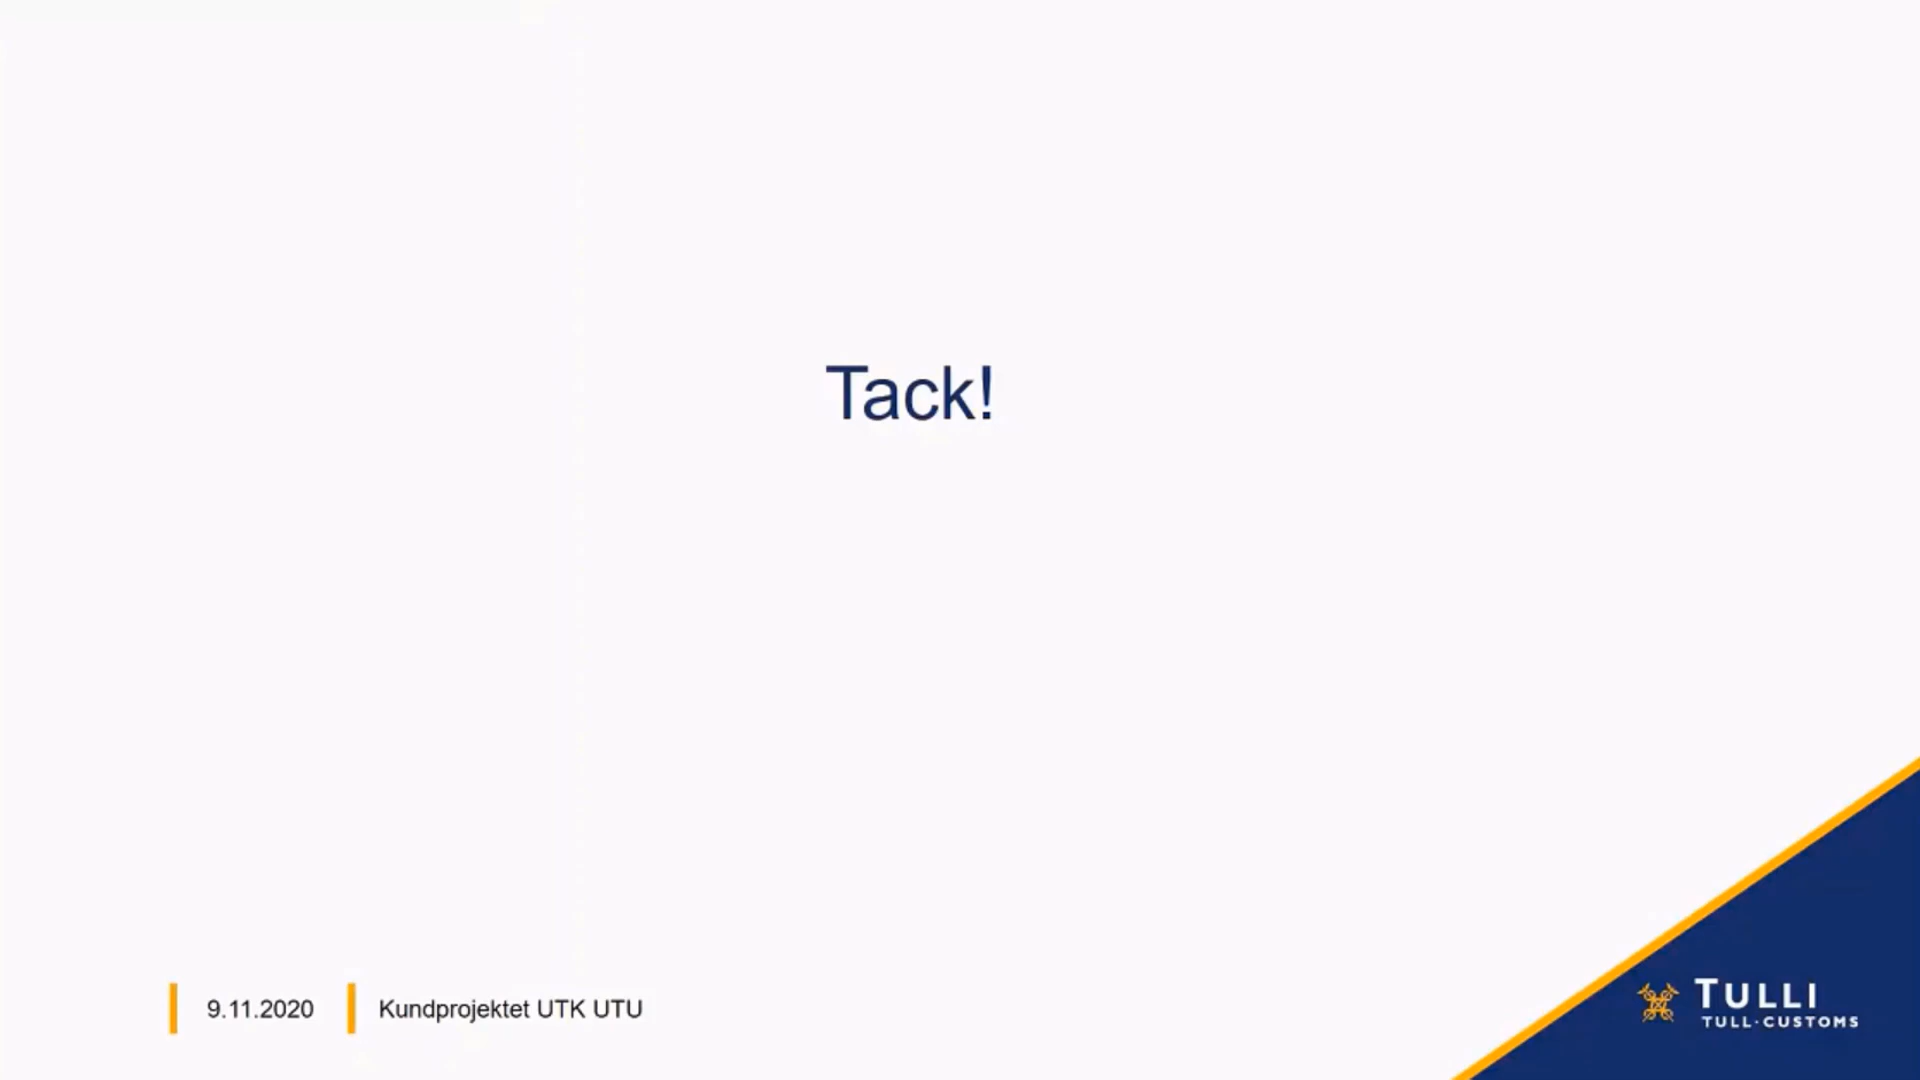 Tack!
9.11.2020
Kundprojektet UTK UTU
TULLI
TULL·CUSTOMS